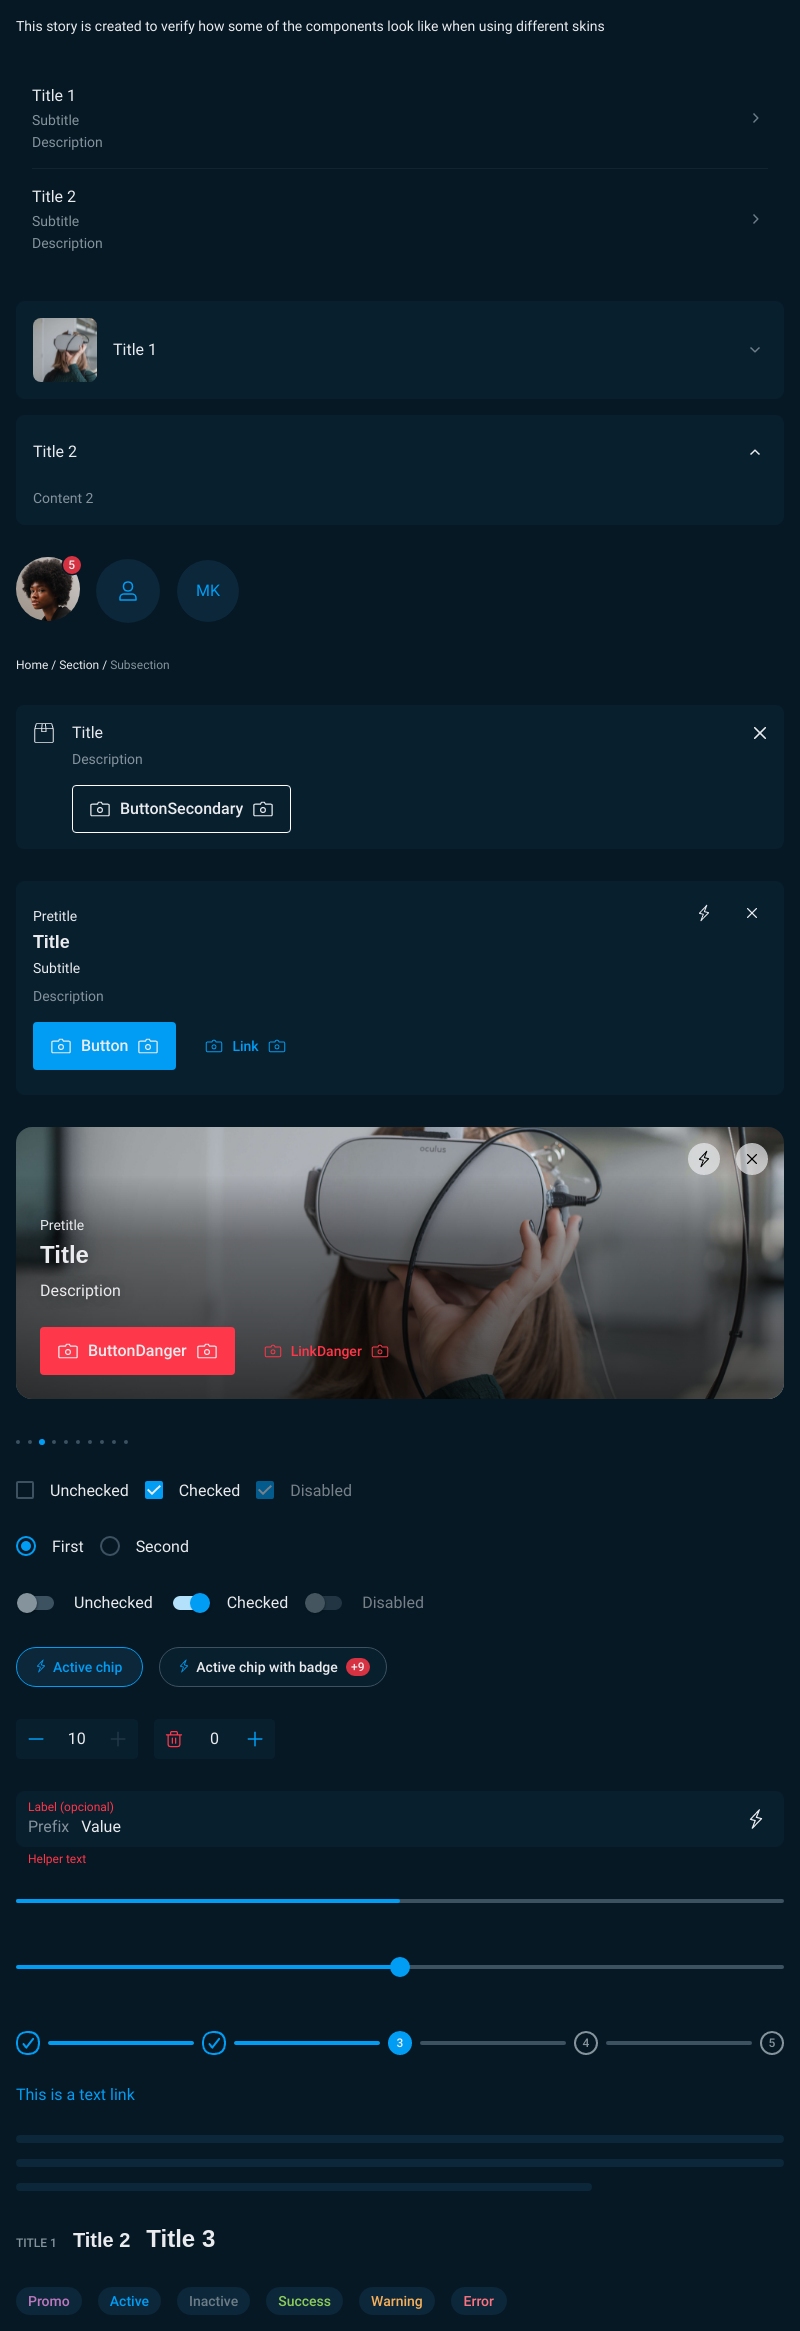 This story is created to verify how some of the components look like when using different skins
Title 1
Subtitle
Description
Title 2
Subtitle
Description
Title 1
Title 2
Content 2
5
MK
Home / Section / Subsection
Title
Description
ButtonSecondary
Pretitle
Title
Subtitle
Description
Button Link
oculus
Pretitle
Title
Description
ButtonDanger LinkDanger
Unchecked Checked Disabled
First Second
Unchecked Checked Disabled
Active chip Active chip with badge +9
10 0
Label (opcional)
Prefix Value
Helper text
3 4 5
This is a text link
TITLE 1 Title 2 Title 3
Promo Active Inactive Success Warning Error